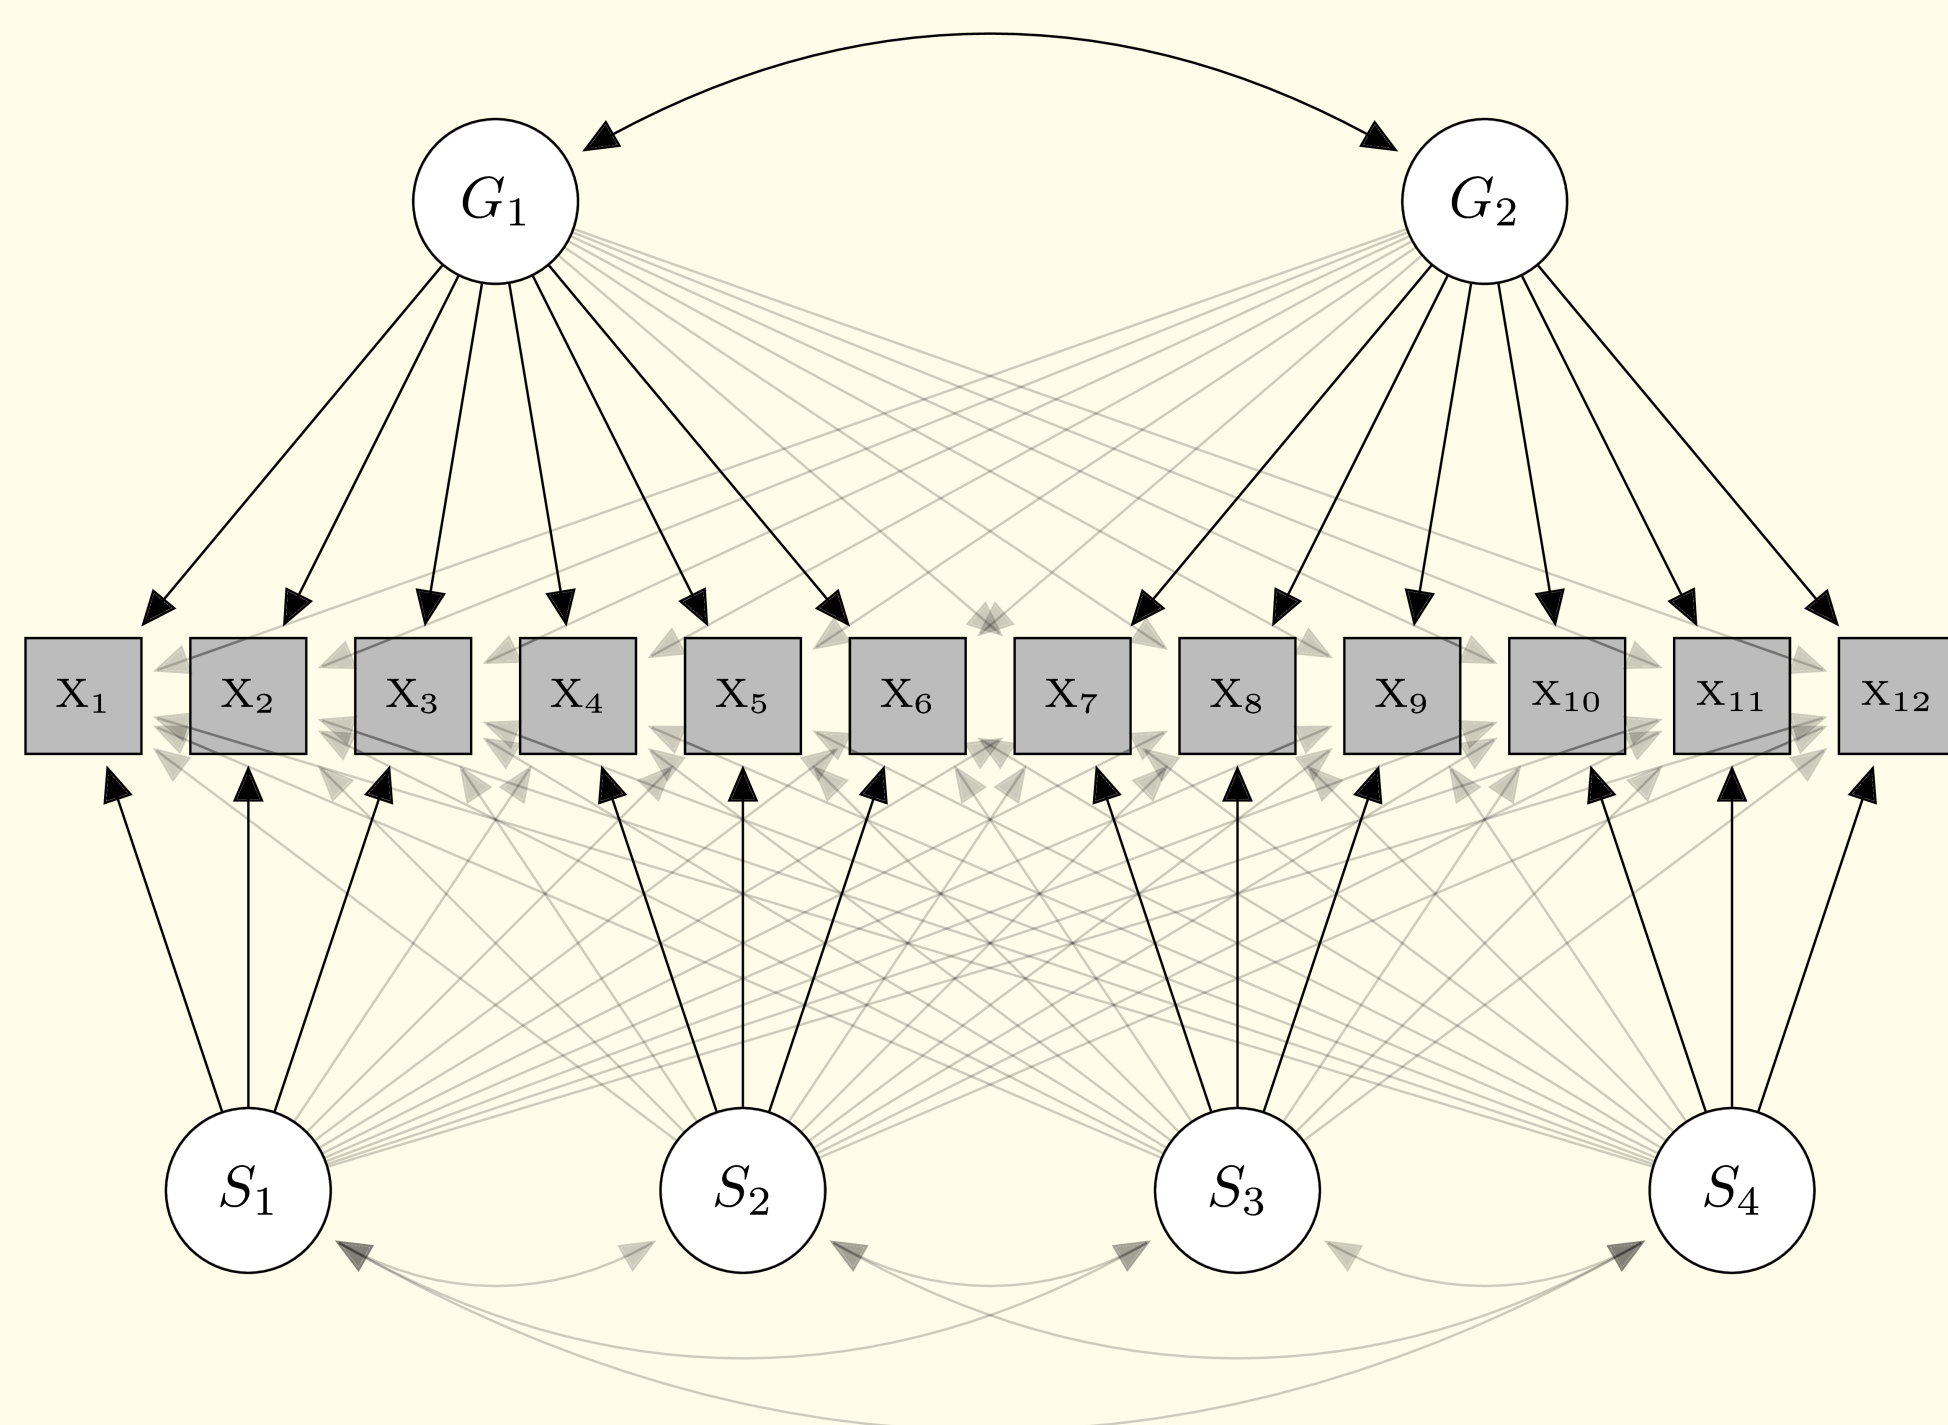 G₁ G₂
X₁ X₂ X₃ X₄ X₅ X₆ X₇ X₈ X₉ X₁₀ X₁₁ X₁₂
S₁ S₂ S₃ S₄